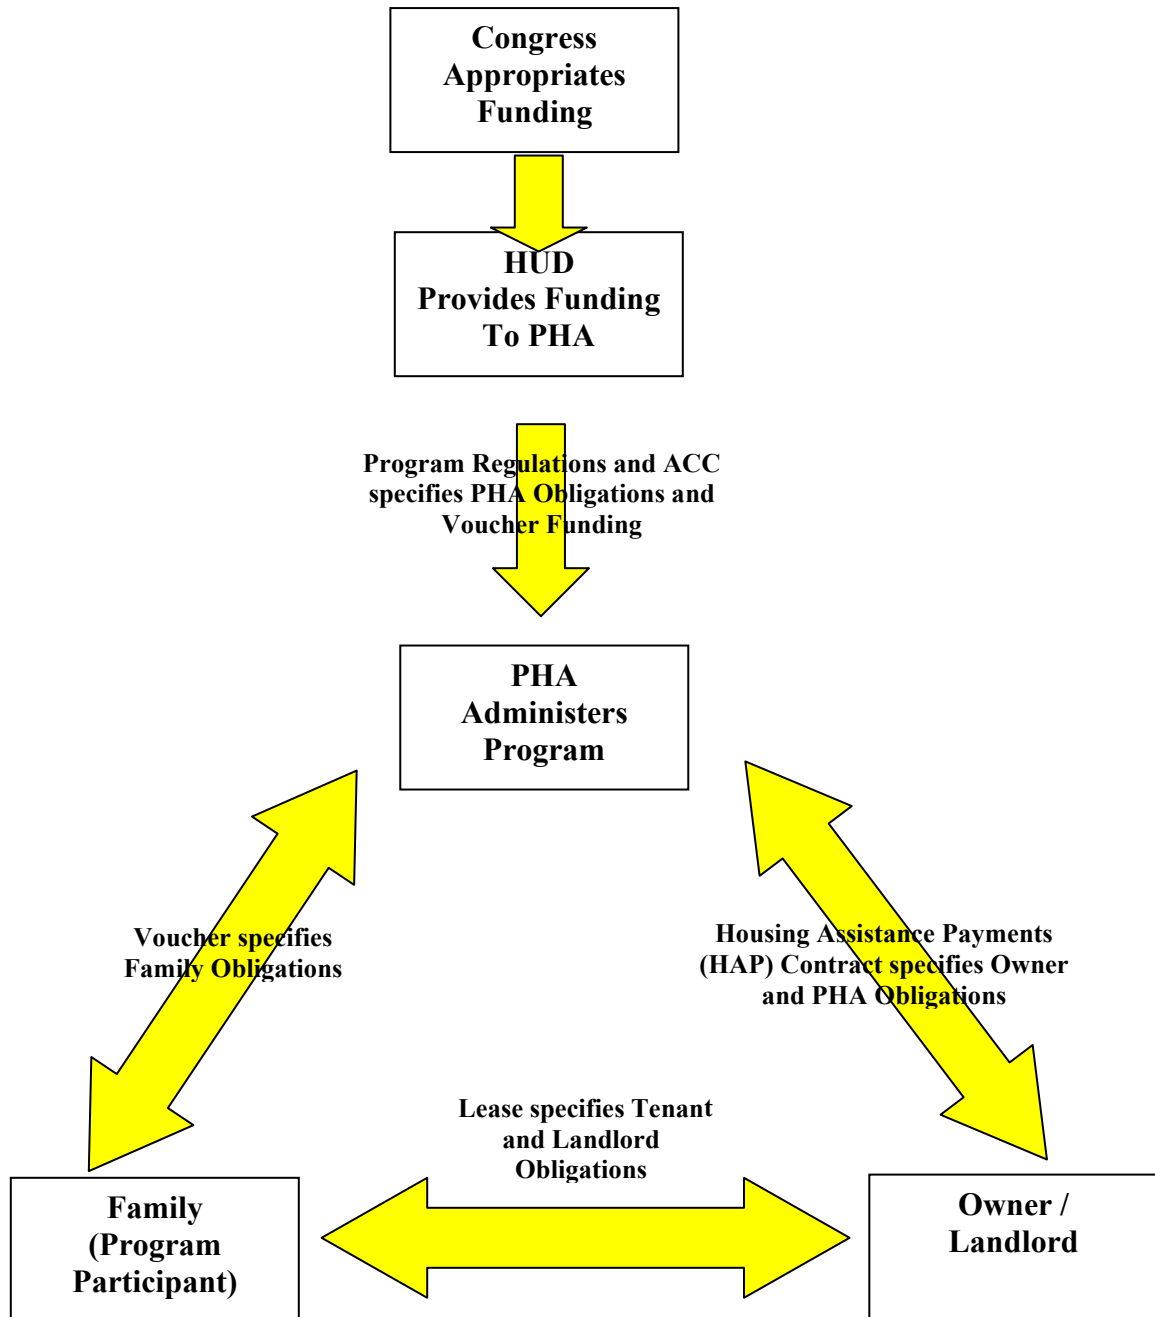 Congress
Appropriates
Funding
HUD
Provides Funding
To PHA
Program Regulations and ACC
specifies PHA Obligations and
Voucher Funding
PHA
Administers
Program
Voucher specifies
Family Obligations
Housing Assistance Payments
(HAP) Contract specifies Owner
and PHA Obligations
Lease specifies Tenant
and Landlord
Obligations
Family
(Program
Participant)
Owner /
Landlord